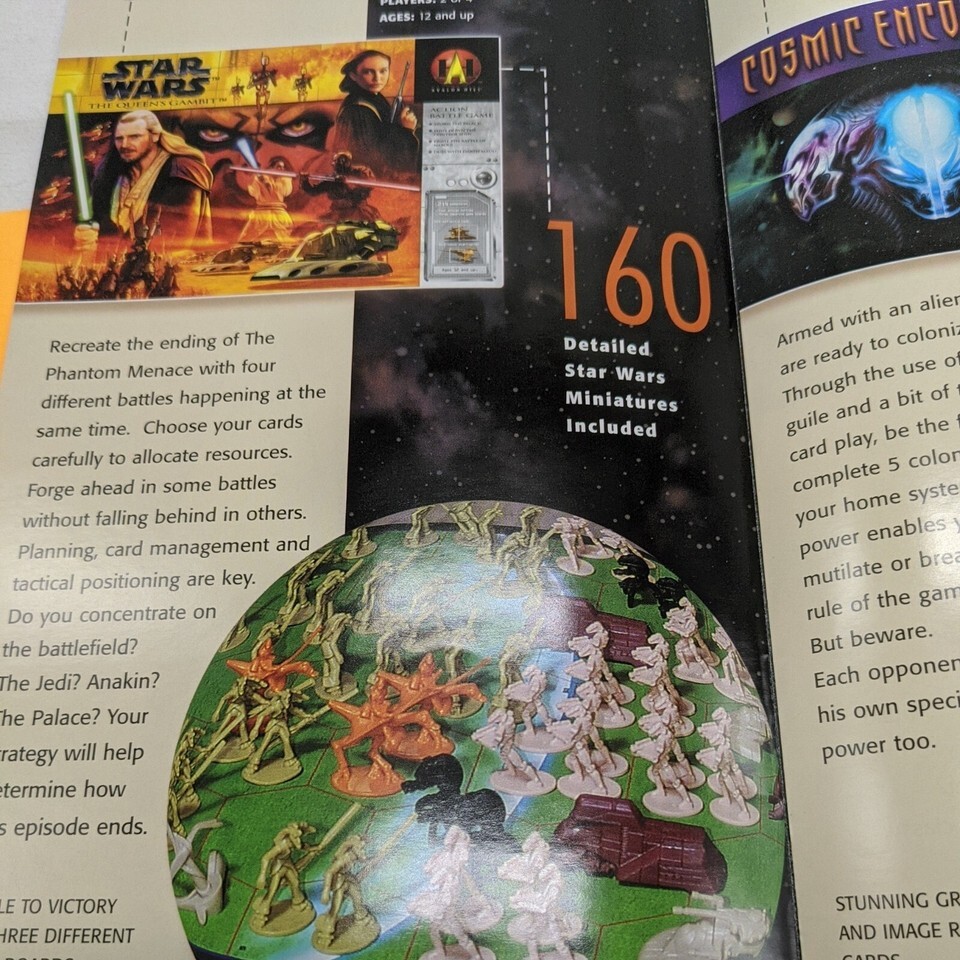 PLAYERS: 2 or 4
AGES: 12 and up
STAR
WARS
THE QUEEN'S GAMBIT™
AVALON HILL
ACTION
BATTLE GAME
160
Detailed
Star Wars
Miniatures
Included
Recreate the ending of The
Phantom Menace with four
different battles happening at the
same time. Choose your cards
carefully to allocate resources.
Forge ahead in some battles
without falling behind in others.
Planning, card management and
tactical positioning are key.
Do you concentrate on
the battlefield?
The Jedi? Anakin?
The Palace? Your
rategy will help
etermine how
s episode ends.
LE TO VICTORY
HREE DIFFERENT
COSMIC ENCO
Armed with an alien
are ready to coloniz
Through the use of
guile and a bit of
card play, be the f
complete 5 colon
your home syste
power enables y
mutilate or brea
rule of the gam
But beware.
Each opponen
his own speci
power too.
STUNNING GR
AND IMAGE R
CARDS